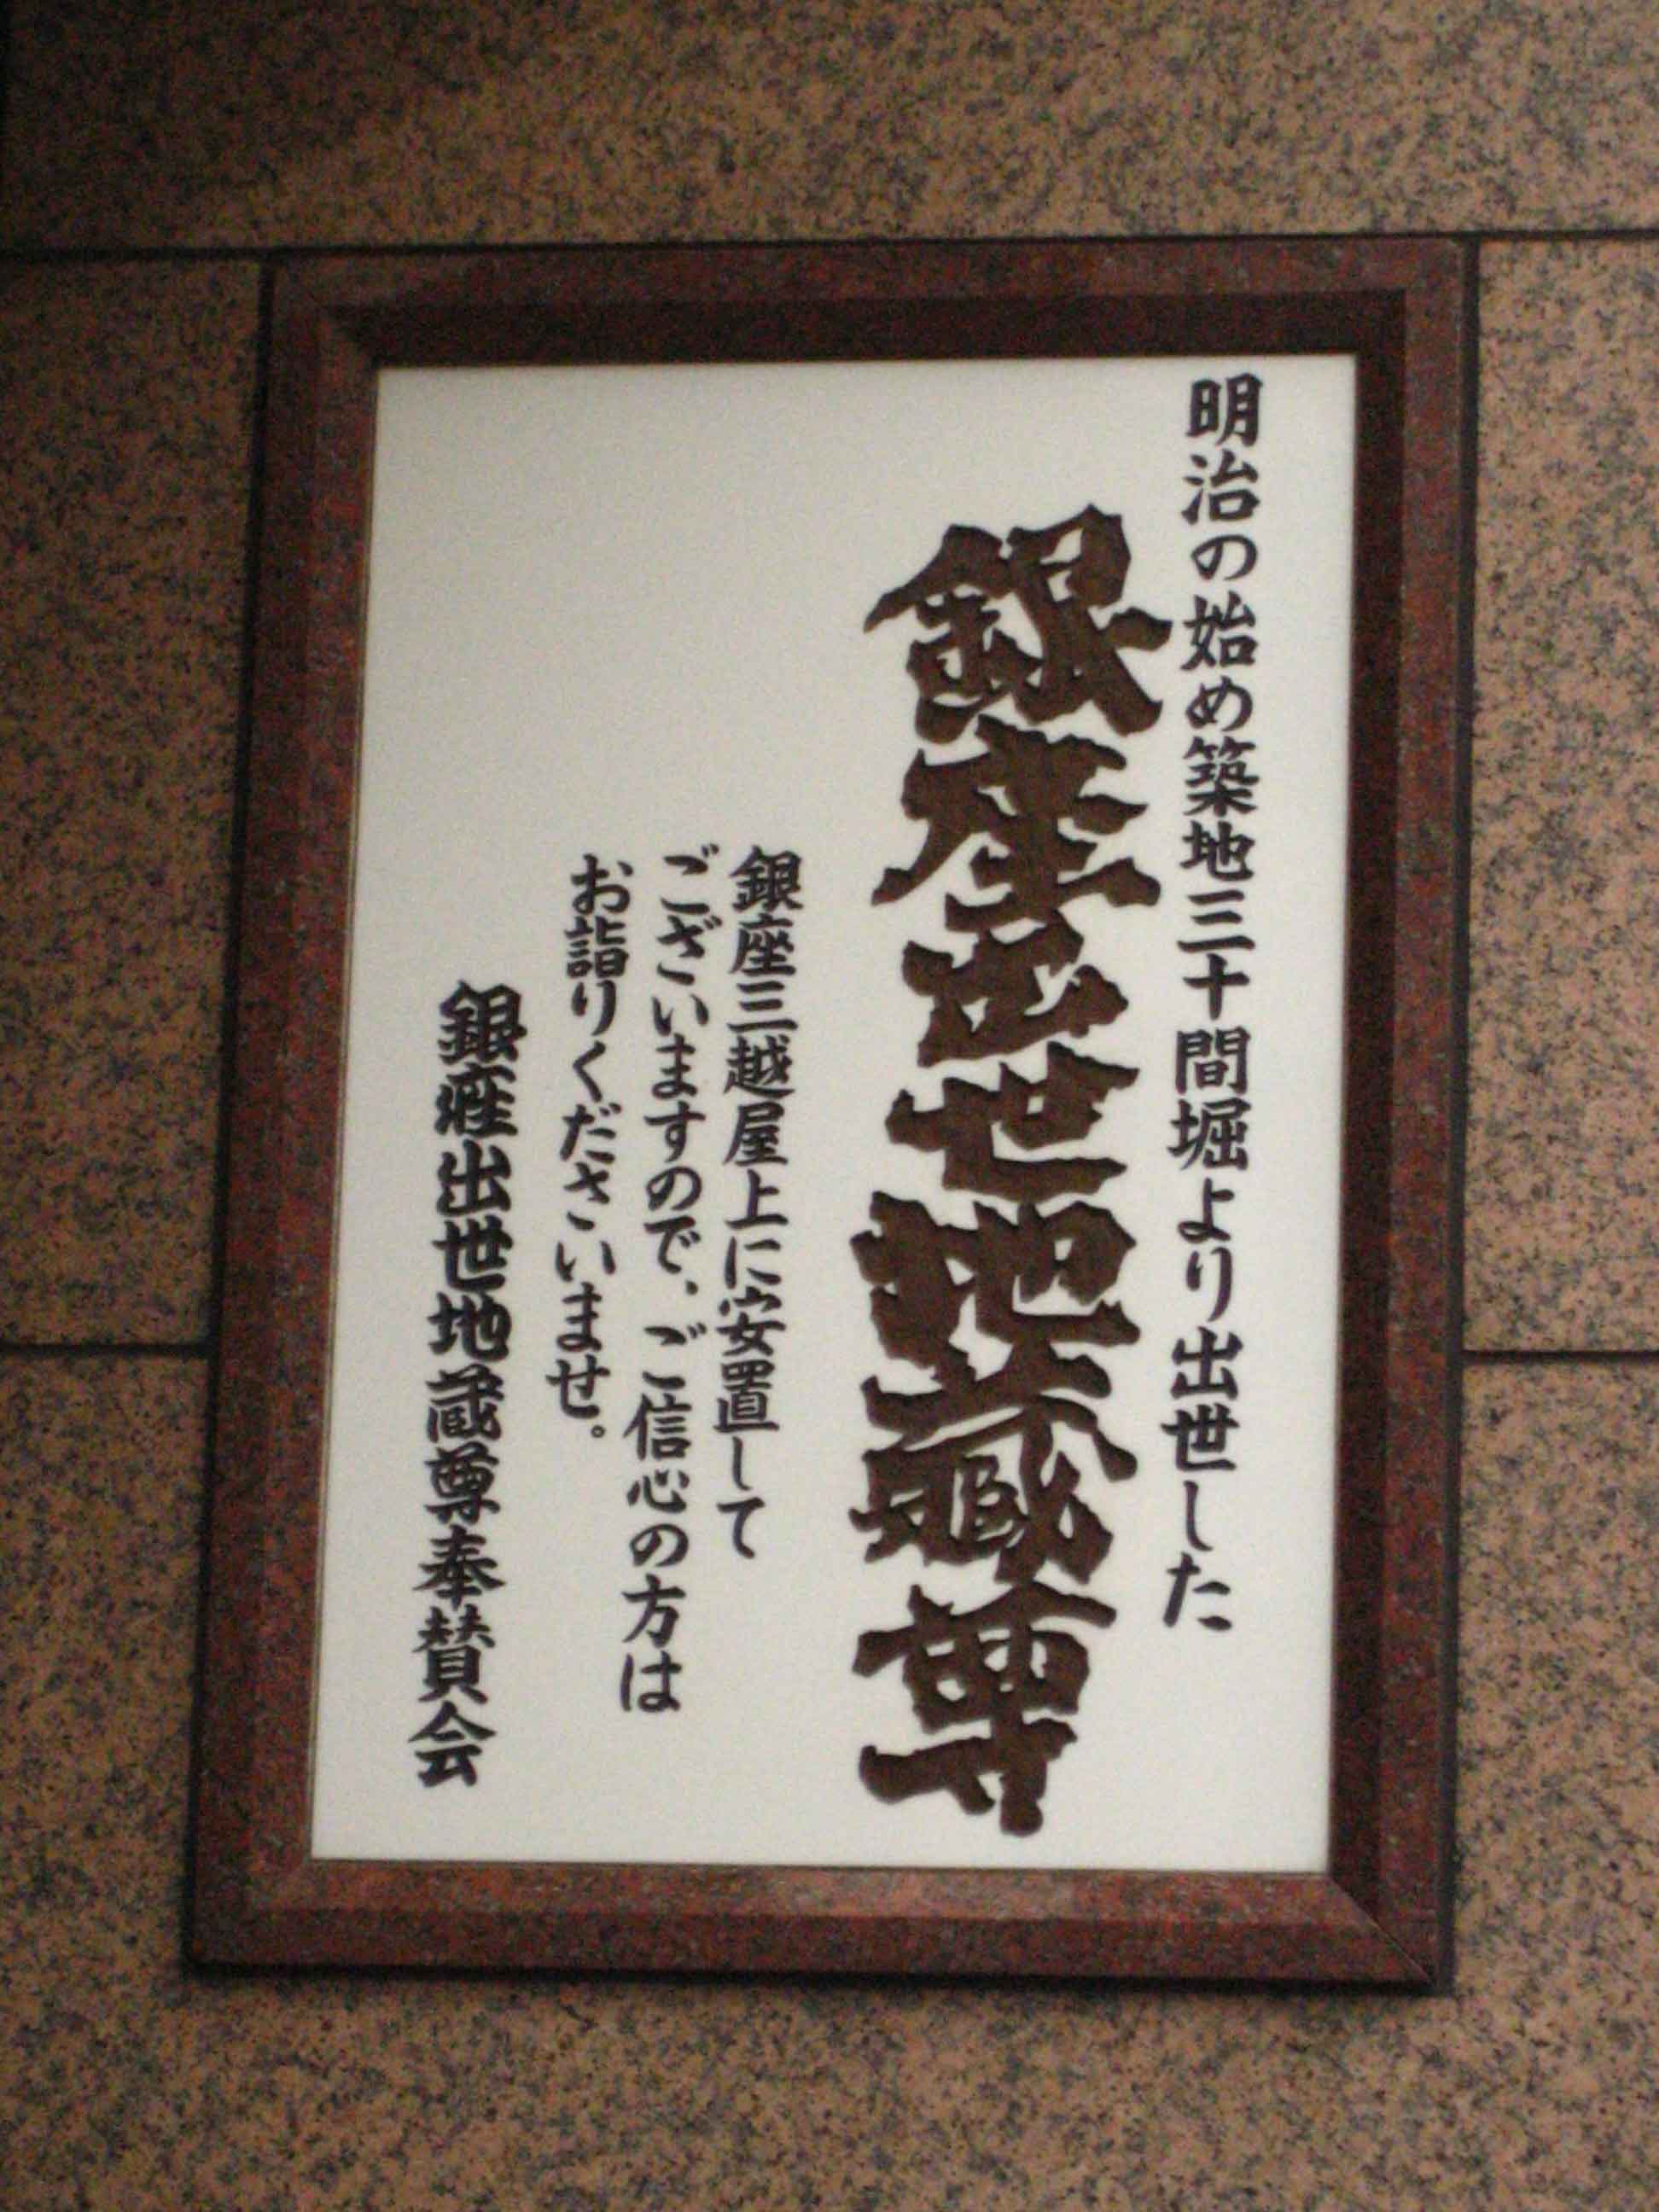 明治の始め築地三十間堀より出世した
銀座出世地蔵尊
銀座三越屋上に安置して
ございますので、ご信心の方は
お詣りくださいませ。
銀座出世地蔵尊奉賛会